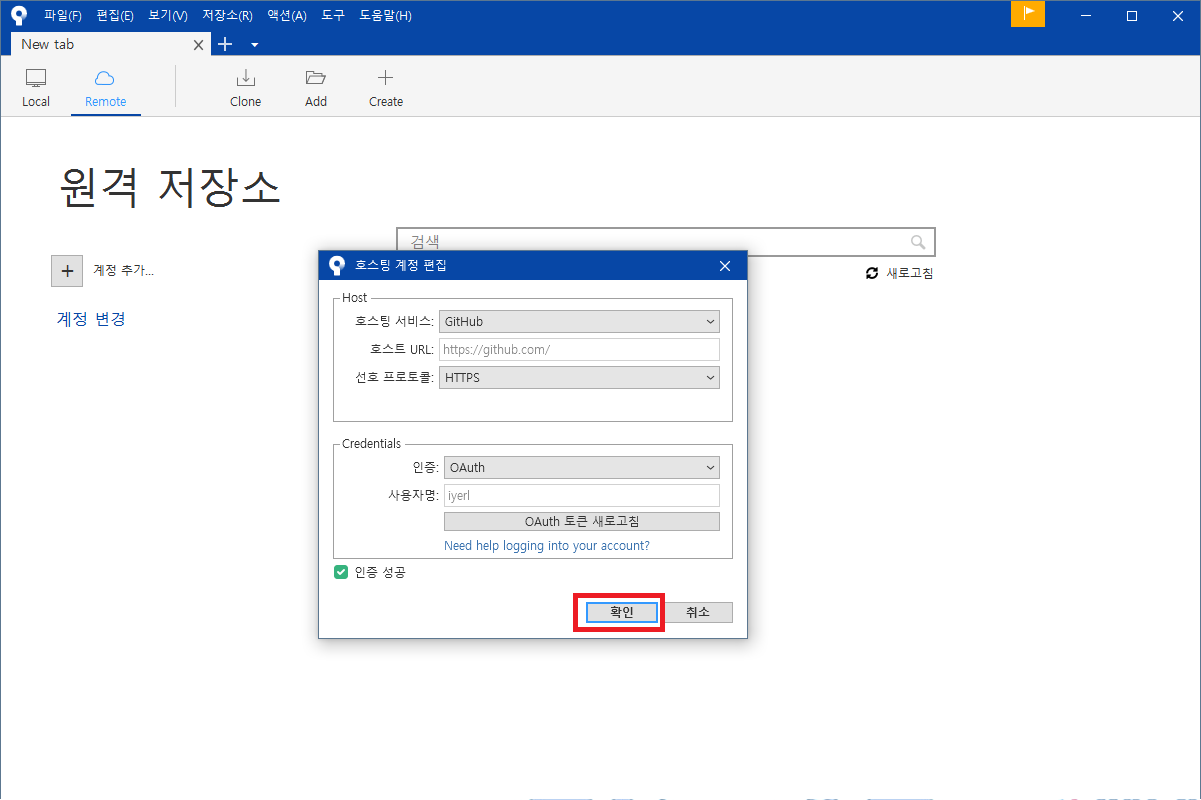 파일(F) 편집(E) 보기(V) 저장소(R) 액션(A) 도구 도움말(H)
New tab
Local Remote Clone Add Create
원격 저장소
검색
계정 추가...
새로고침
계정 변경
호스팅 계정 편집
Host
호스팅 서비스: GitHub
호스트 URL: https://github.com/
선호 프로토콜: HTTPS
Credentials
인증: OAuth
사용자명: iyerl
OAuth 토큰 새로고침
Need help logging into your account?
인증 성공
확인 취소